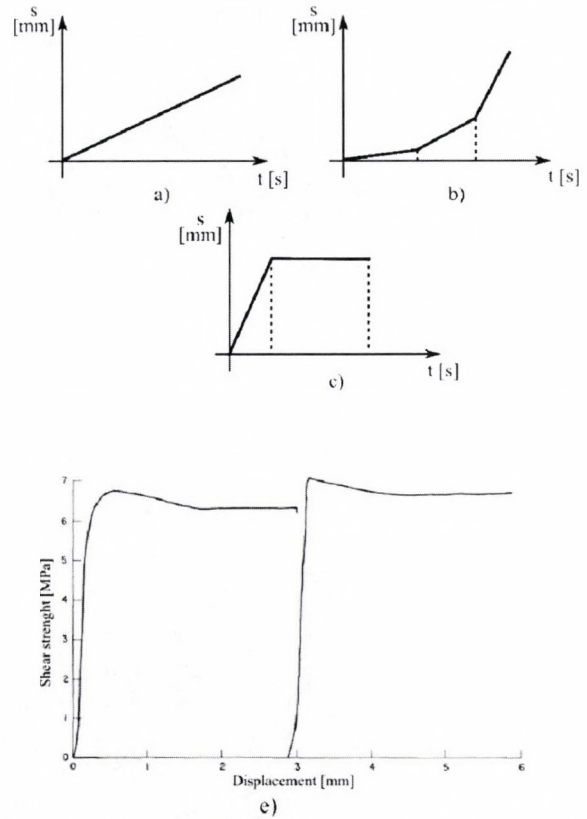 s
[mm]
t [s]
a)
s
[mm]
t [s]
b)
s
[mm]
t [s]
c)
7
6
5
4
3
2
1
0
Shear strenght [MPa]
0 1 2 3 4 5 6
Displacement [mm]
e)